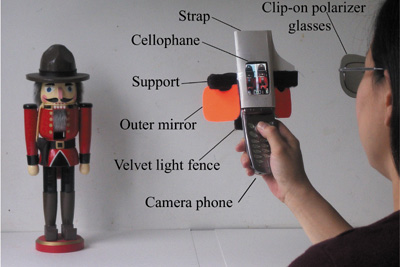 Strap
Clip-on polarizer
glasses
Cellophane
Support
Outer mirror
Velvet light fence
Camera phone